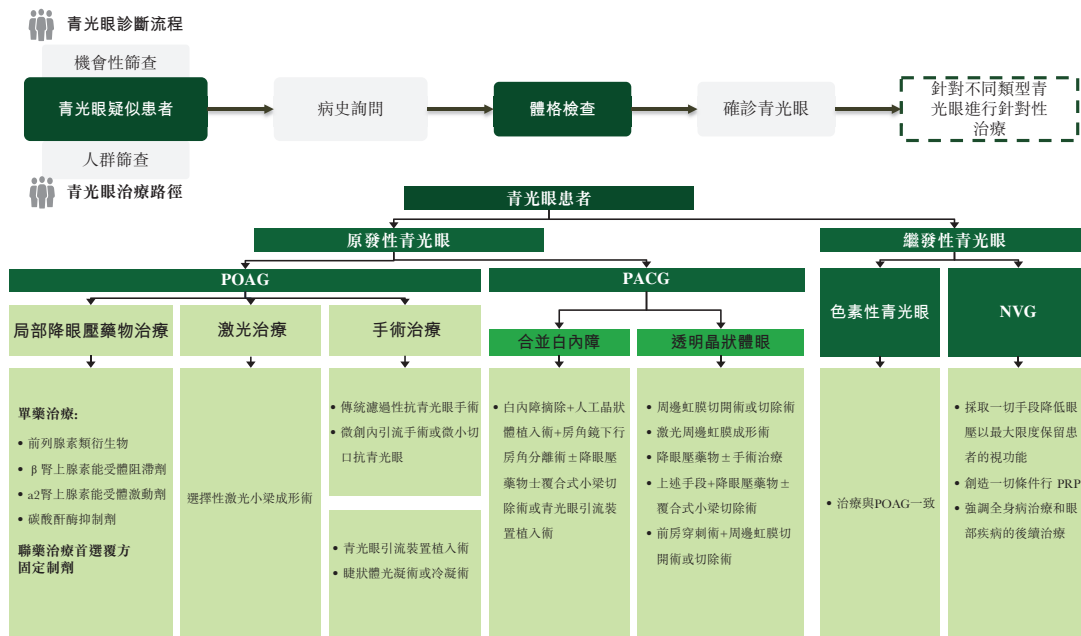 青光眼診斷流程
機會性篩查
青光眼疑似患者
人群篩查
病史詢問
體格檢查
確診青光眼
針對不同類型青
光眼進行針對性
治療
青光眼治療路徑
青光眼患者
原發性青光眼
繼發性青光眼
POAG
PACG
色素性青光眼
NVG
局部降眼壓藥物治療
激光治療
手術治療
合並白內障
透明晶狀體眼
單藥治療:
• 前列腺素類衍生物
• β腎上腺素能受體阻滯劑
• a2腎上腺素能受體激動劑
• 碳酸酐酶抑制劑
聯藥治療首選覆方
固定制劑
選擇性激光小梁成形術
• 傳統濾過性抗青光眼手術
• 微創內引流手術或微小切
口抗青光眼
• 青光眼引流裝置植入術
• 睫狀體光凝術或冷凝術
• 白內障摘除+人工晶狀
體植入術+房角鏡下行
房角分離術±降眼壓
藥物士覆合式小梁切
除術或青光眼引流裝
置植入術
• 周邊虹膜切開術或切除術
• 激光周邊虹膜成形術
• 降眼壓藥物±手術治療
• 上述手段+降眼壓藥物±
覆合式小梁切除術
• 前房穿刺術+周邊虹膜切
開術或切除術
• 治療與POAG一致
• 採取一切手段降低眼
壓以最大限度保留患
者的視功能
• 創造一切條件行 PRP
• 強調全身病治療和眼
部疾病的後續治療